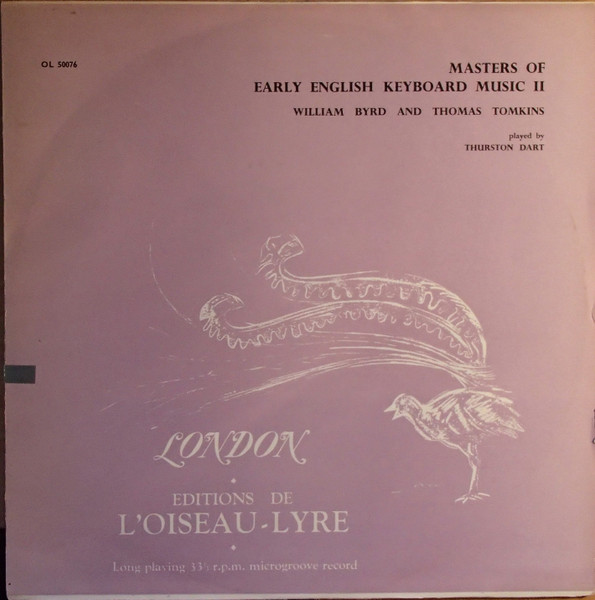 OL 50076
MASTERS OF
EARLY ENGLISH KEYBOARD MUSIC II
WILLIAM BYRD AND THOMAS TOMKINS
played by
THURSTON DART
LONDON
EDITIONS DE
L'OISEAU-LYRE
Long playing 33⅓ r.p.m. microgroove record